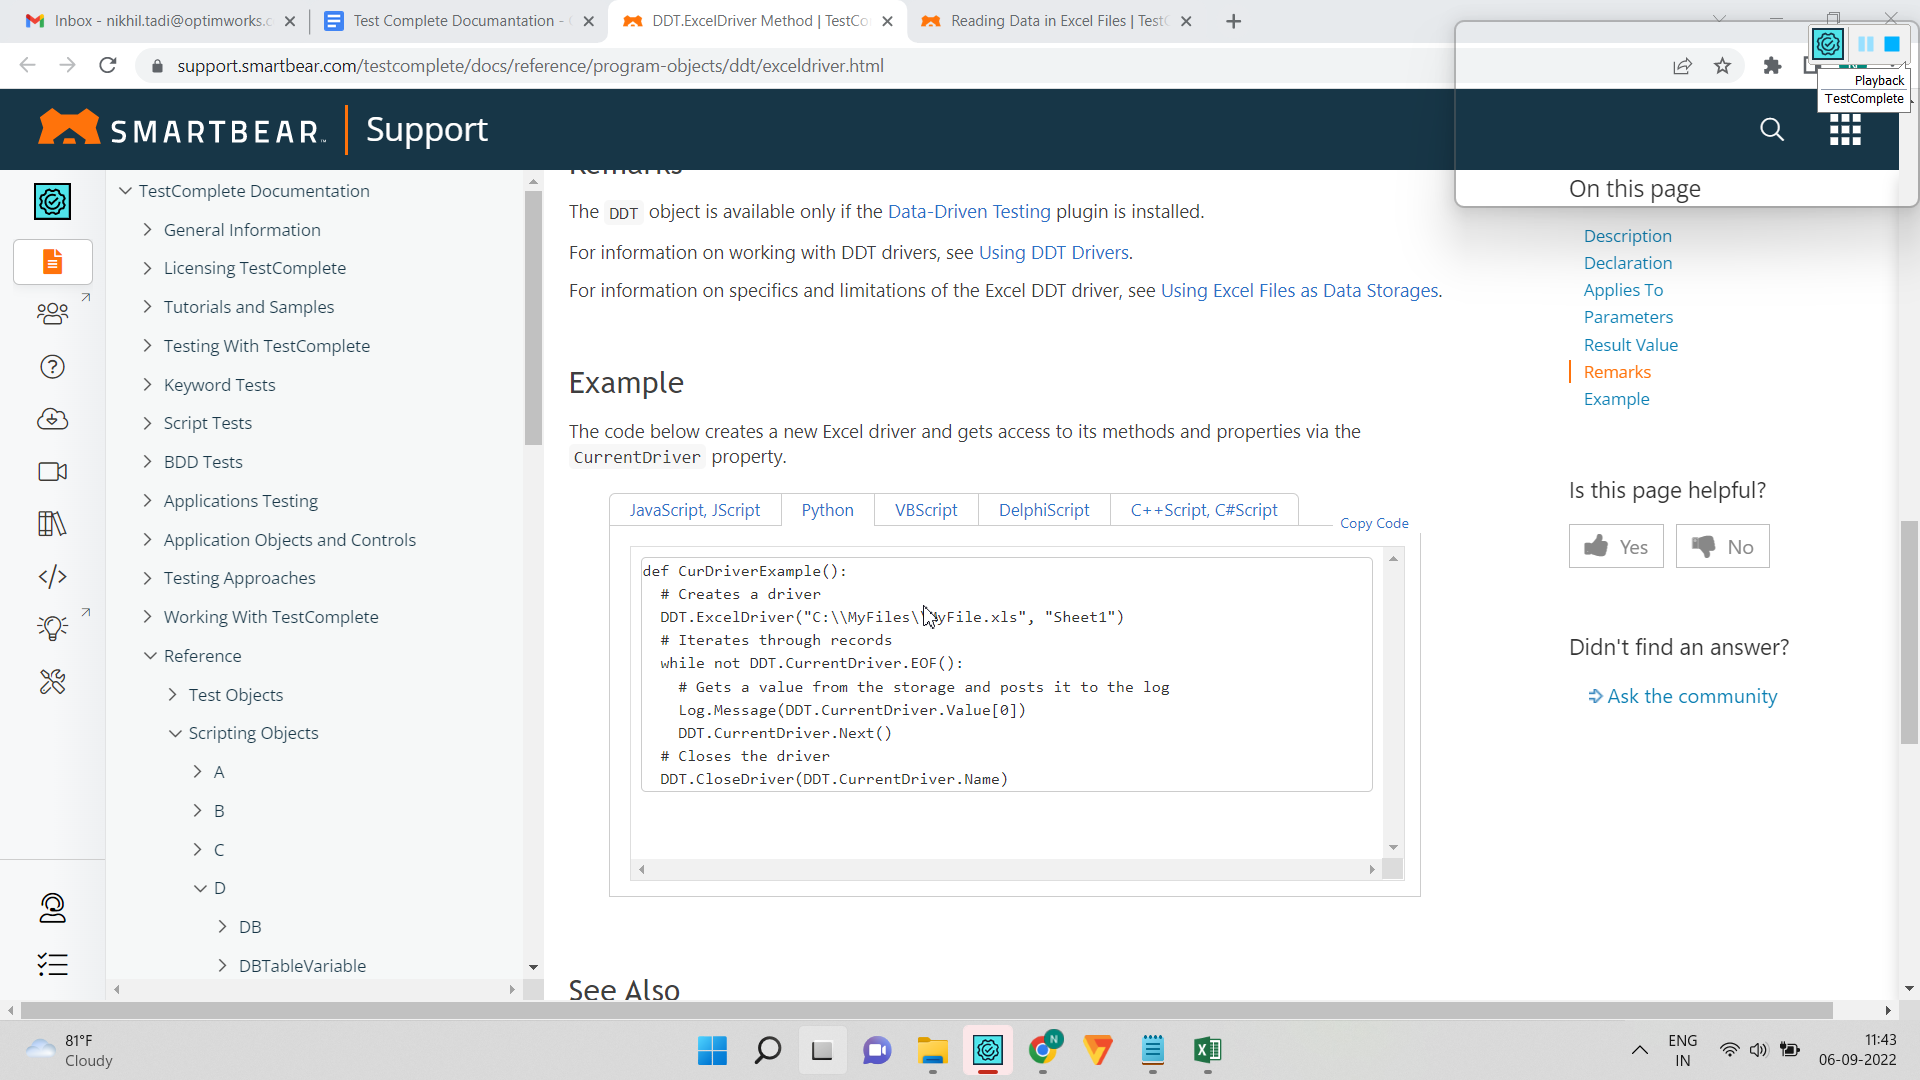 Inbox - nikhil.tadi@optimworks.c
Test Complete Documantation -
DDT.ExcelDriver Method | TestCo
Reading Data in Excel Files | Test
support.smartbear.com/testcomplete/docs/reference/program-objects/ddt/exceldriver.html
Playback
TestComplete
SMARTBEAR
Support
TestComplete Documentation
General Information
Licensing TestComplete
Tutorials and Samples
Testing With TestComplete
Keyword Tests
Script Tests
BDD Tests
Applications Testing
Application Objects and Controls
Testing Approaches
Working With TestComplete
Reference
Test Objects
Scripting Objects
A
B
C
D
DB
DBTableVariable
Remarks
The DDT object is available only if the Data-Driven Testing plugin is installed.
For information on working with DDT drivers, see Using DDT Drivers.
For information on specifics and limitations of the Excel DDT driver, see Using Excel Files as Data Storages.
Example
The code below creates a new Excel driver and gets access to its methods and properties via the
CurrentDriver property.
JavaScript, JScript
Python
VBScript
DelphiScript
C++Script, C#Script
Copy Code
def CurDriverExample():
# Creates a driver
DDT.ExcelDriver("C:\\MyFiles\\MyFile.xls", "Sheet1")
# Iterates through records
while not DDT.CurrentDriver.EOF():
# Gets a value from the storage and posts it to the log
Log.Message(DDT.CurrentDriver.Value[0])
DDT.CurrentDriver.Next()
# Closes the driver
DDT.CloseDriver(DDT.CurrentDriver.Name)
See Also
On this page
Description
Declaration
Applies To
Parameters
Result Value
Remarks
Example
Is this page helpful?
Yes
No
Didn't find an answer?
Ask the community
81°F
Cloudy
N
ENG
IN
11:43
06-09-2022